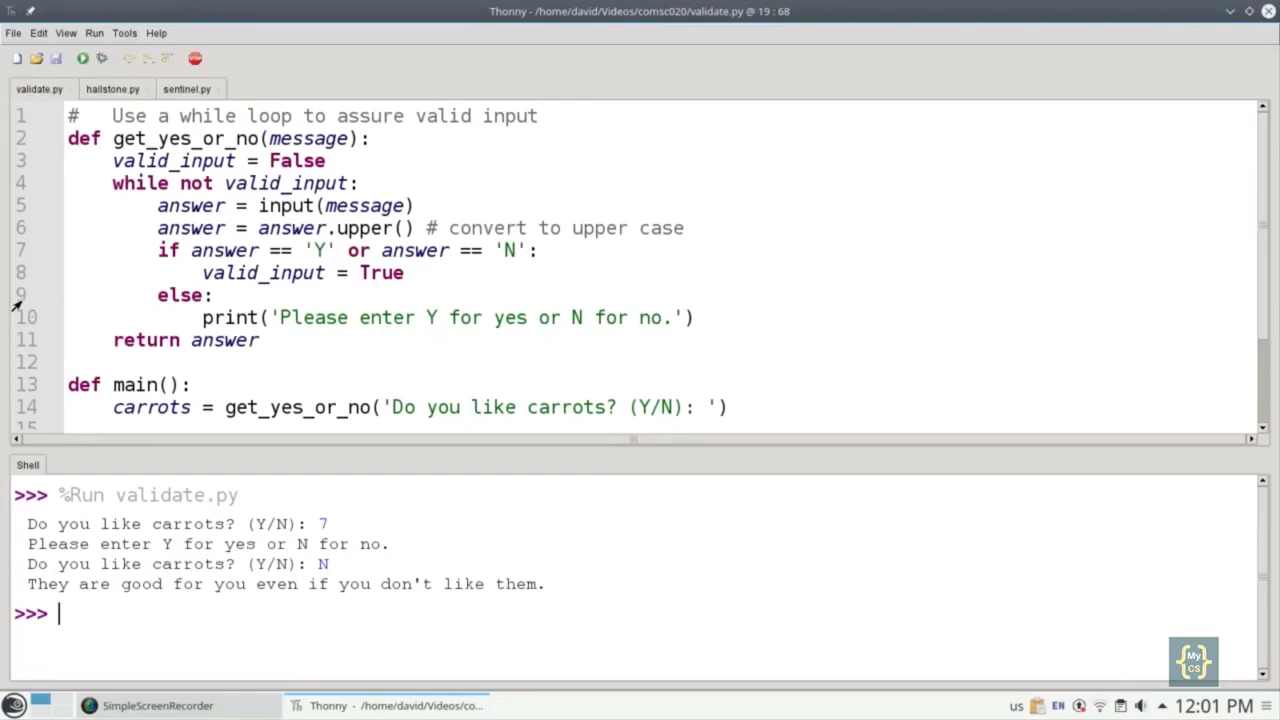 Thonny - /home/david/Videos/comsc020/validate.py @ 19 : 68
File Edit View Run Tools Help
validate.py hailstone.py sentinel.py
1 # Use a while loop to assure valid input
2 def get_yes_or_no(message):
3 valid_input = False
4 while not valid_input:
5 answer = input(message)
6 answer = answer.upper() # convert to upper case
7 if answer == 'Y' or answer == 'N':
8 valid_input = True
9 else:
10 print('Please enter Y for yes or N for no.')
11 return answer
12
13 def main():
14 carrots = get_yes_or_no('Do you like carrots? (Y/N): ')
15
Shell
>>> %Run validate.py
Do you like carrots? (Y/N): 7
Please enter Y for yes or N for no.
Do you like carrots? (Y/N): N
They are good for you even if you don't like them.
>>>
{My CS}
SimpleScreenRecorder Thonny - /home/david/Videos/co... us EN 12:01 PM